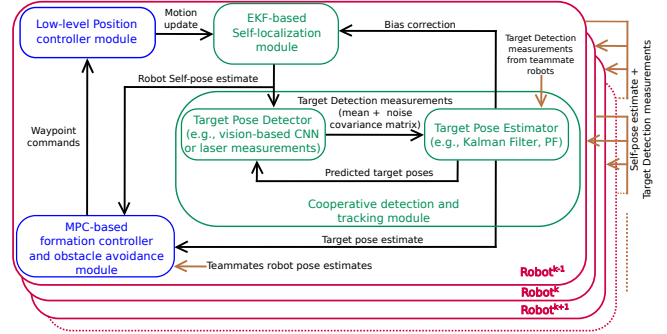 Low-level Position
controller module
Motion
update
EKF-based
Self-localization
module
Bias correction
Target Detection
measurements
from teammate
robots
Robot Self-pose estimate
Target Detection measurements
(mean + noise
covariance matrix)
Target Pose Detector
(e.g., vision-based CNN
or laser measurements)
Target Pose Estimator
(e.g., Kalman Filter, PF)
Waypoint
commands
Predicted target poses
Cooperative detection and
tracking module
MPC-based
formation controller
and obstacle avoidance
module
Target pose estimate
Teammates robot pose estimates
Robot^k-1
Robot^k
Robot^k+1
Self-pose estimate +
Target Detection measurements